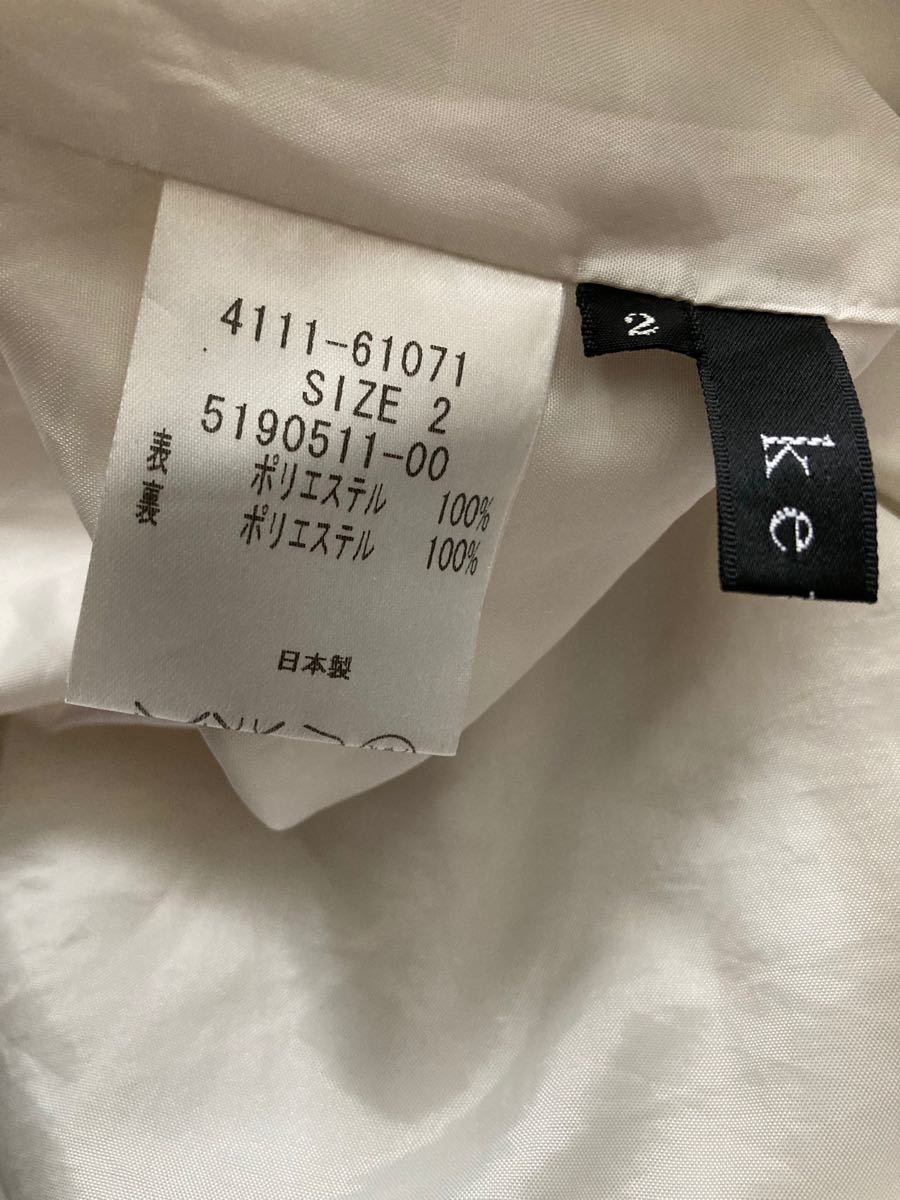 4111-61071
SIZE 2
5190511-00
表 ポリエステル 100%
裏 ポリエステル 100%
日本製
2
ke